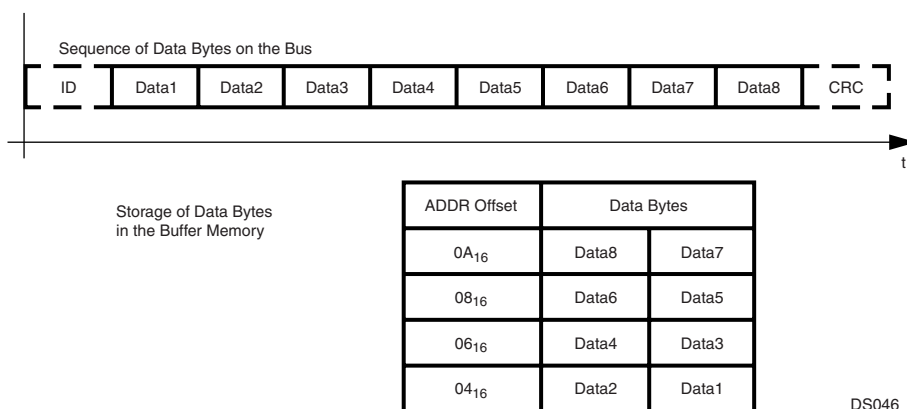 Sequence of Data Bytes on the Bus
ID Data1 Data2 Data3 Data4 Data5 Data6 Data7 Data8 CRC
t
Storage of Data Bytes
in the Buffer Memory
ADDR Offset Data Bytes
0A₁₆ Data8 Data7
08₁₆ Data6 Data5
06₁₆ Data4 Data3
04₁₆ Data2 Data1
DS046